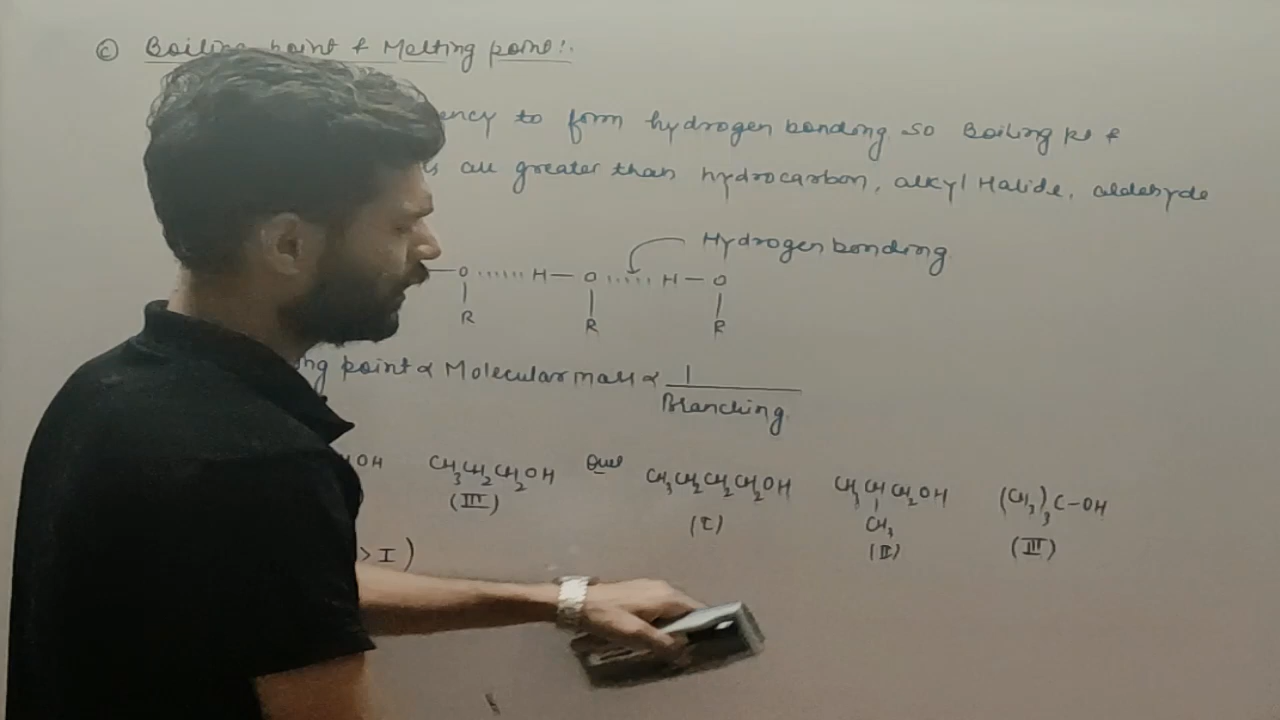 © Boiling point & Melting point:.
ency to form hydrogen bonding so Boiling pt &
s are greater than hydrocarbon, alkyl Halide, aldehyde
Hydrogen bonding
— O ...... H — O ...... H — O
R R R
ng point ∝ Molecular mass ∝ 1
Branching
OH CH₃CH₂CH₂OH Ques CH₃CH₂CH₂CH₂OH CH₃CHCH₂OH (CH₃)₃C-OH
(III) (I) CH₃ (II) (III)
> I)